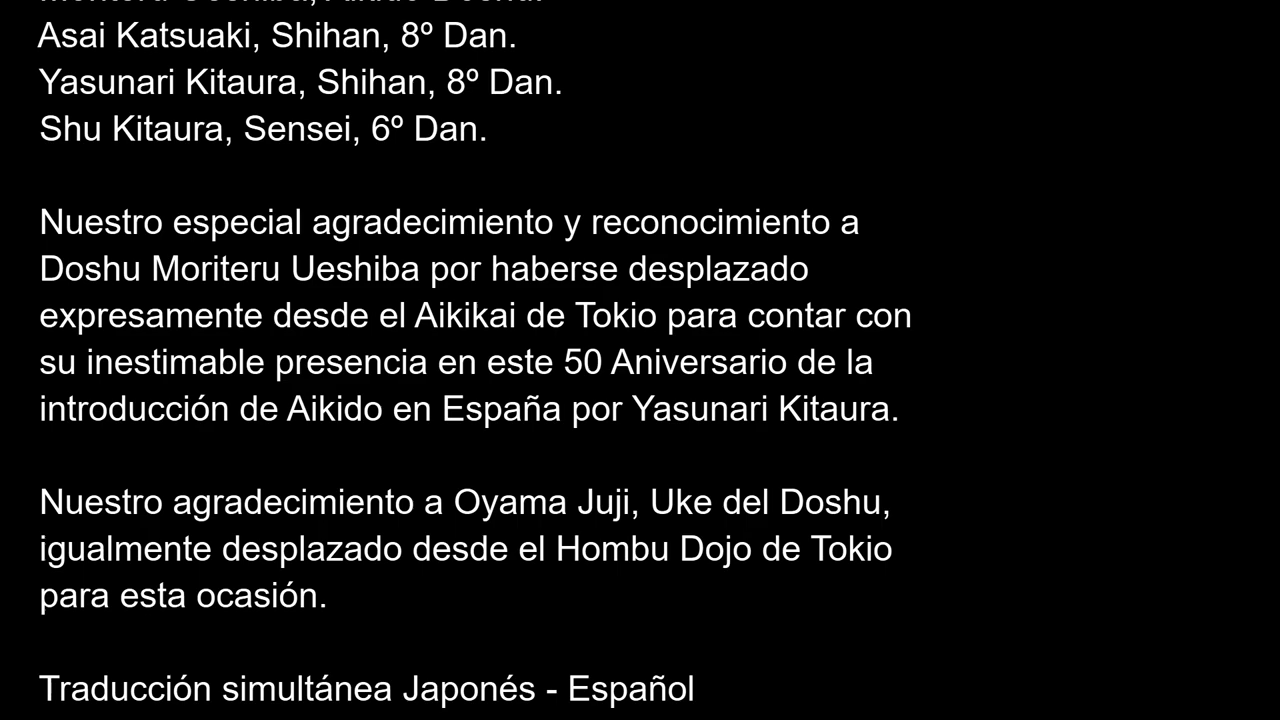 Asai Katsuaki, Shihan, 8º Dan.
Yasunari Kitaura, Shihan, 8º Dan.
Shu Kitaura, Sensei, 6º Dan.
Nuestro especial agradecimiento y reconocimiento a
Doshu Moriteru Ueshiba por haberse desplazado
expresamente desde el Aikikai de Tokio para contar con
su inestimable presencia en este 50 Aniversario de la
introducción de Aikido en España por Yasunari Kitaura.
Nuestro agradecimiento a Oyama Juji, Uke del Doshu,
igualmente desplazado desde el Hombu Dojo de Tokio
para esta ocasión.
Traducción simultánea Japonés - Español